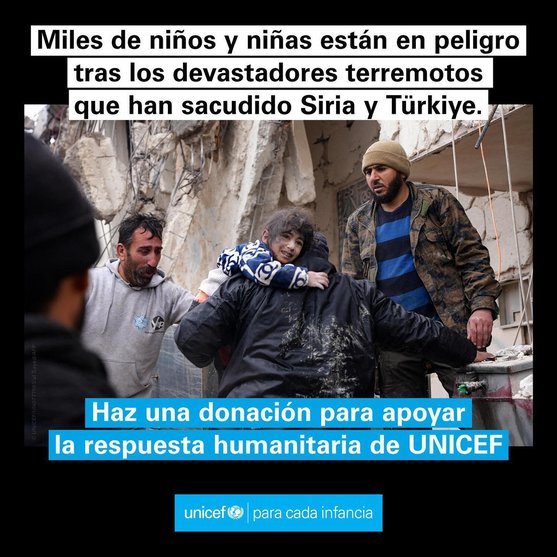 Miles de niños y niñas están en peligro
tras los devastadores terremotos
que han sacudido Siria y Türkiye.
Haz una donación para apoyar
la respuesta humanitaria de UNICEF
unicef para cada infancia